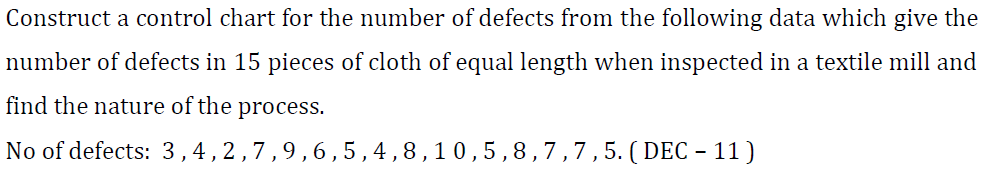 Construct a control chart for the number of defects from the following data which give the
number of defects in 15 pieces of cloth of equal length when inspected in a textile mill and
find the nature of the process.
No of defects: 3 , 4 , 2 , 7 , 9 , 6 , 5 , 4 , 8 , 1 0 , 5 , 8 , 7 , 7 , 5. ( DEC – 11 )